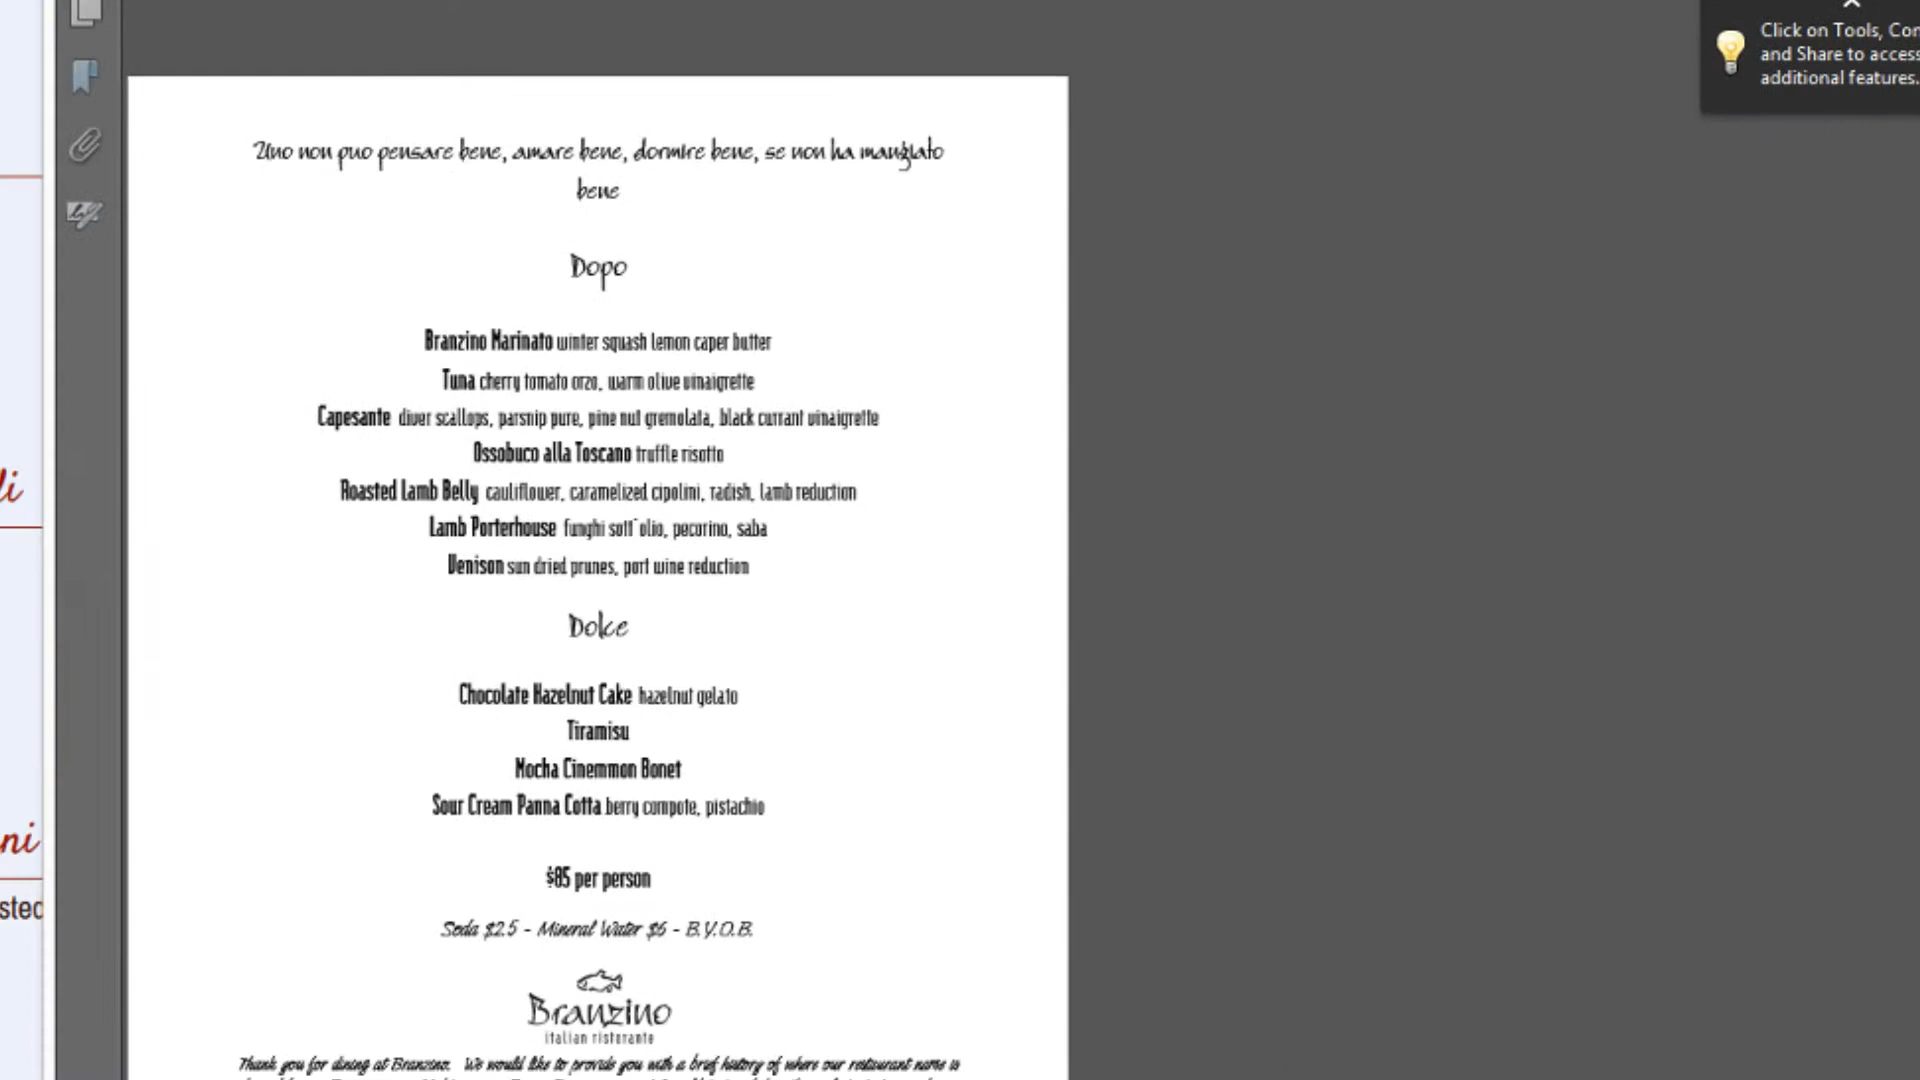 Click on Tools, Com
and Share to access
additional features.
Uno non puo pensare bene, amare bene, dormire bene, se non ha mangiato
bene
Dopo
Branzino Marinato winter squash lemon caper butter
Tuna cherry tomato orzo, warm olive vinaigrette
Capesante diver scallops, parsnip pure, pine nut gremolata, black currant vinaigrette
Ossobuco alla Toscano truffle risotto
Roasted Lamb Belly cauliflower, caramelized cipolini, radish, lamb reduction
li
Lamb Porterhouse funghi sott'olio, pecorino, saba
Venison sun dried prunes, port wine reduction
Dolce
Chocolate Hazelnut Cake hazelnut gelato
Tiramisu
Mocha Cinemmon Bonet
Sour Cream Panna Cotta berry compote, pistachio
ni
$85 per person
sted
Soda $2.5 - Mineral Water $6 - B.Y.O.B.
Branzino
italian ristorante
Thank you for dining at Branzino. We would like to provide you with a brief history of where our restaurant name is